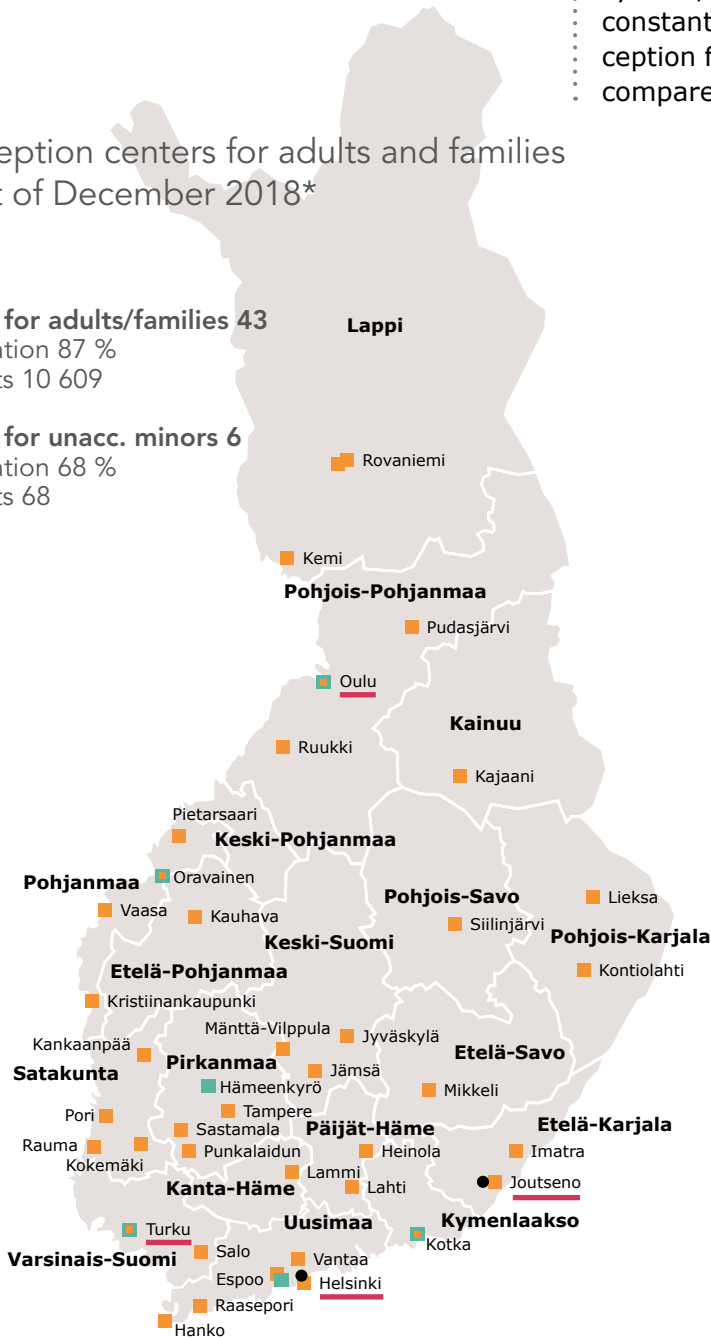 constant
ception f
compare
eption centers for adults and families
t of December 2018*
for adults/families 43
ation 87 %
ts 10 609
for unacc. minors 6
ation 68 %
ts 68
Lappi
Rovaniemi
Kemi
Pohjois-Pohjanmaa
Pudasjärvi
Oulu
Kainuu
Ruukki
Kajaani
Pietarsaari
Keski-Pohjanmaa
Oravainen
Pohjanmaa
Pohjois-Savo
Lieksa
Vaasa
Kauhava
Siilinjärvi
Keski-Suomi
Pohjois-Karjala
Etelä-Pohjanmaa
Kontiolahti
Kristiinankaupunki
Mänttä-Vilppula
Jyväskylä
Kankaanpää
Etelä-Savo
Pirkanmaa
Satakunta
Jämsä
Hämeenkyrö
Mikkeli
Tampere
Pori
Etelä-Karjala
Sastamala
Päijät-Häme
Rauma
Punkalaidun
Heinola
Imatra
Kokemäki
Lammi
Joutseno
Kanta-Häme
Lahti
Uusimaa
Kymenlaakso
Turku
Kotka
Varsinais-Suomi
Salo
Vantaa
Espoo
Helsinki
Raasepori
Hanko